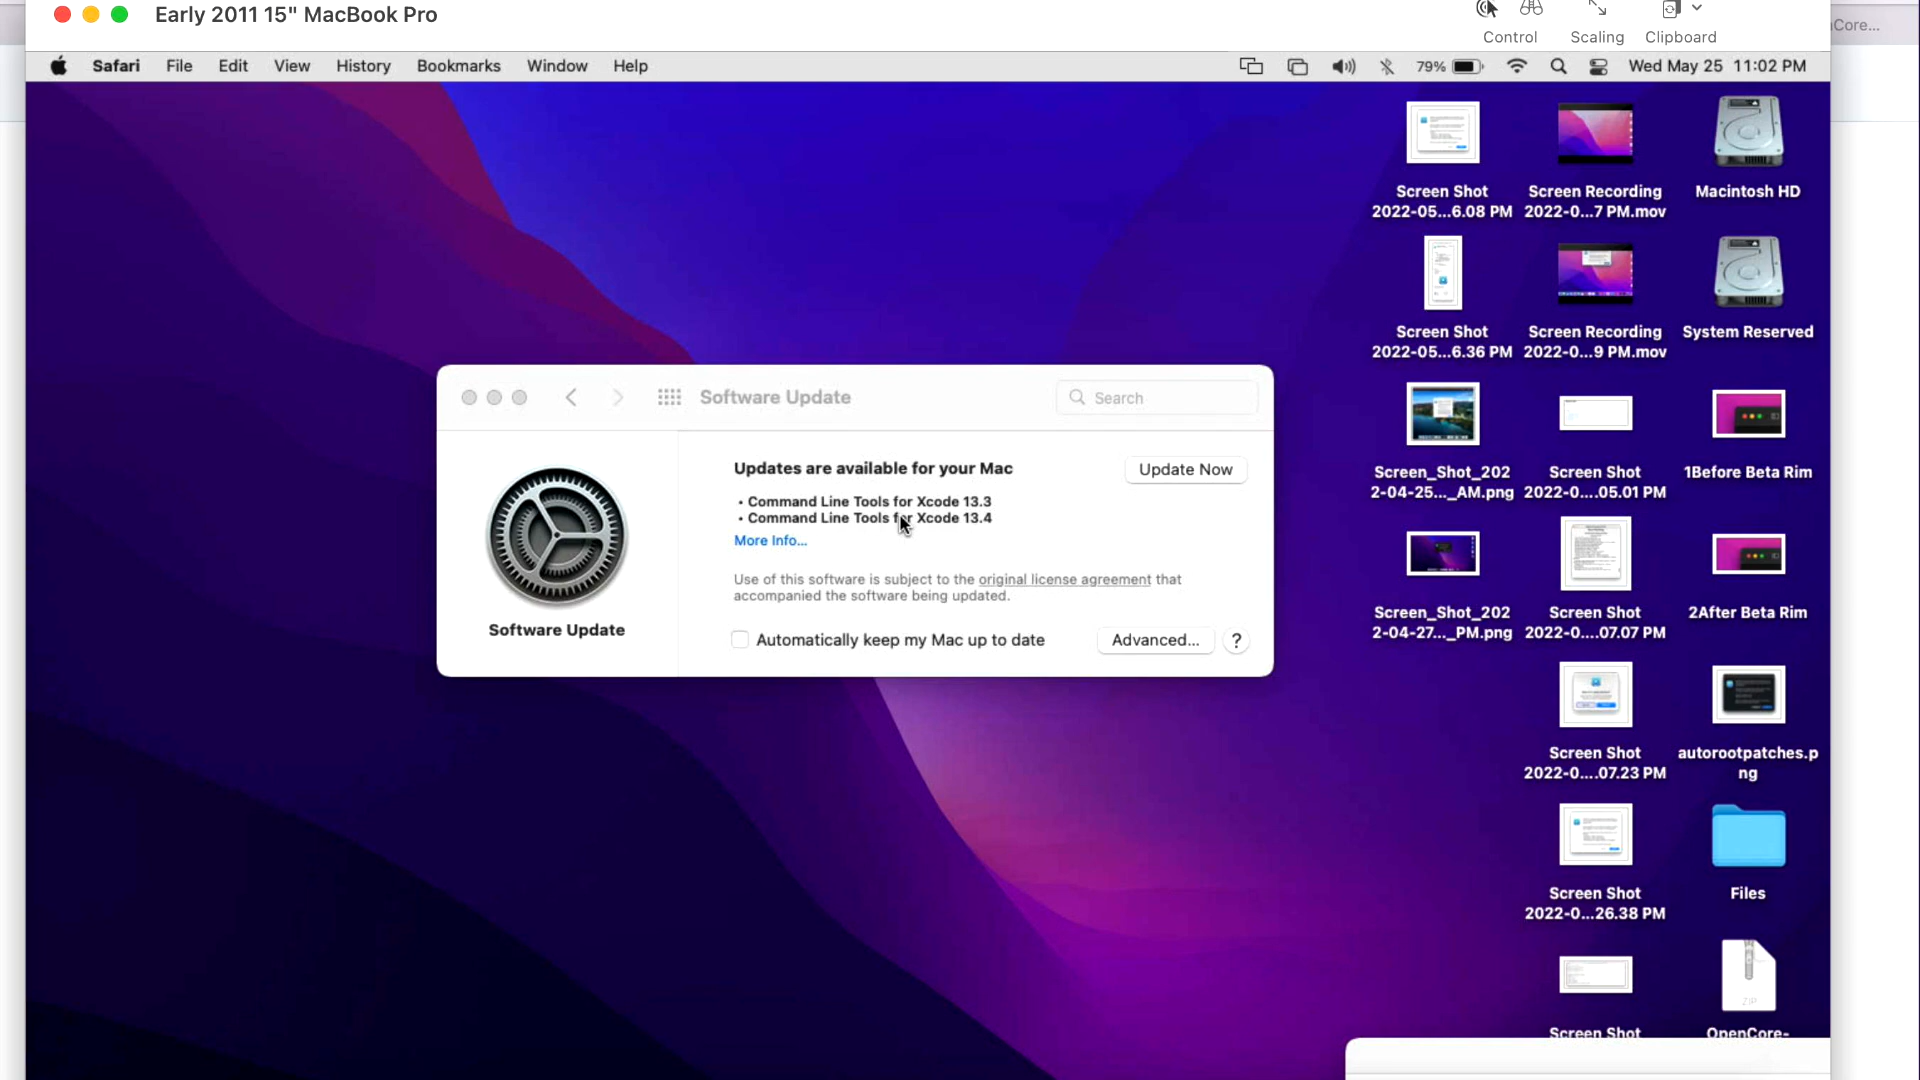 Early 2011 15" MacBook Pro
Control
Scaling
Clipboard
Core...
Safari
File
Edit
View
History
Bookmarks
Window
Help
79%
Wed May 25 11:02 PM
Screen Shot
2022-05...6.08 PM
Screen Recording
2022-0...7 PM.mov
Macintosh HD
Screen Shot
2022-05...6.36 PM
Screen Recording
2022-0...9 PM.mov
System Reserved
Software Update
Search
Updates are available for your Mac
Update Now
• Command Line Tools for Xcode 13.3
• Command Line Tools for Xcode 13.4
More Info...
Use of this software is subject to the original license agreement that
accompanied the software being updated.
Software Update
Automatically keep my Mac up to date
Advanced...
?
Screen_Shot_202
2-04-25..._AM.png
Screen Shot
2022-0....05.01 PM
1Before Beta Rim
Screen_Shot_202
2-04-27..._PM.png
Screen Shot
2022-0....07.07 PM
2After Beta Rim
Screen Shot
2022-0....07.23 PM
autorootpatches.p
ng
Screen Shot
2022-0...26.38 PM
Files
ZIP
Screen Shot
OpenCore-